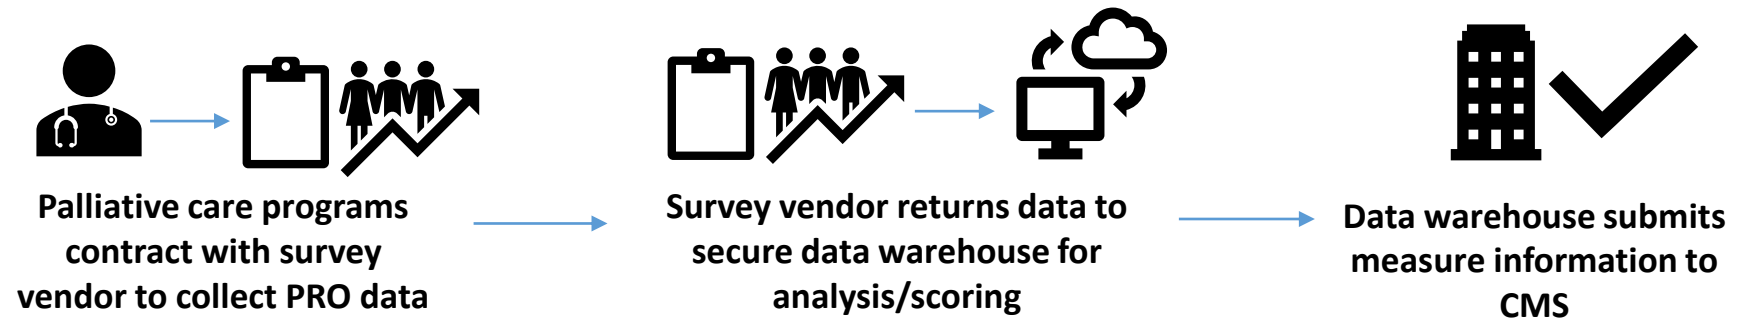 Palliative care programs
contract with survey
vendor to collect PRO data
Survey vendor returns data to
secure data warehouse for
analysis/scoring
Data warehouse submits
measure information to
CMS